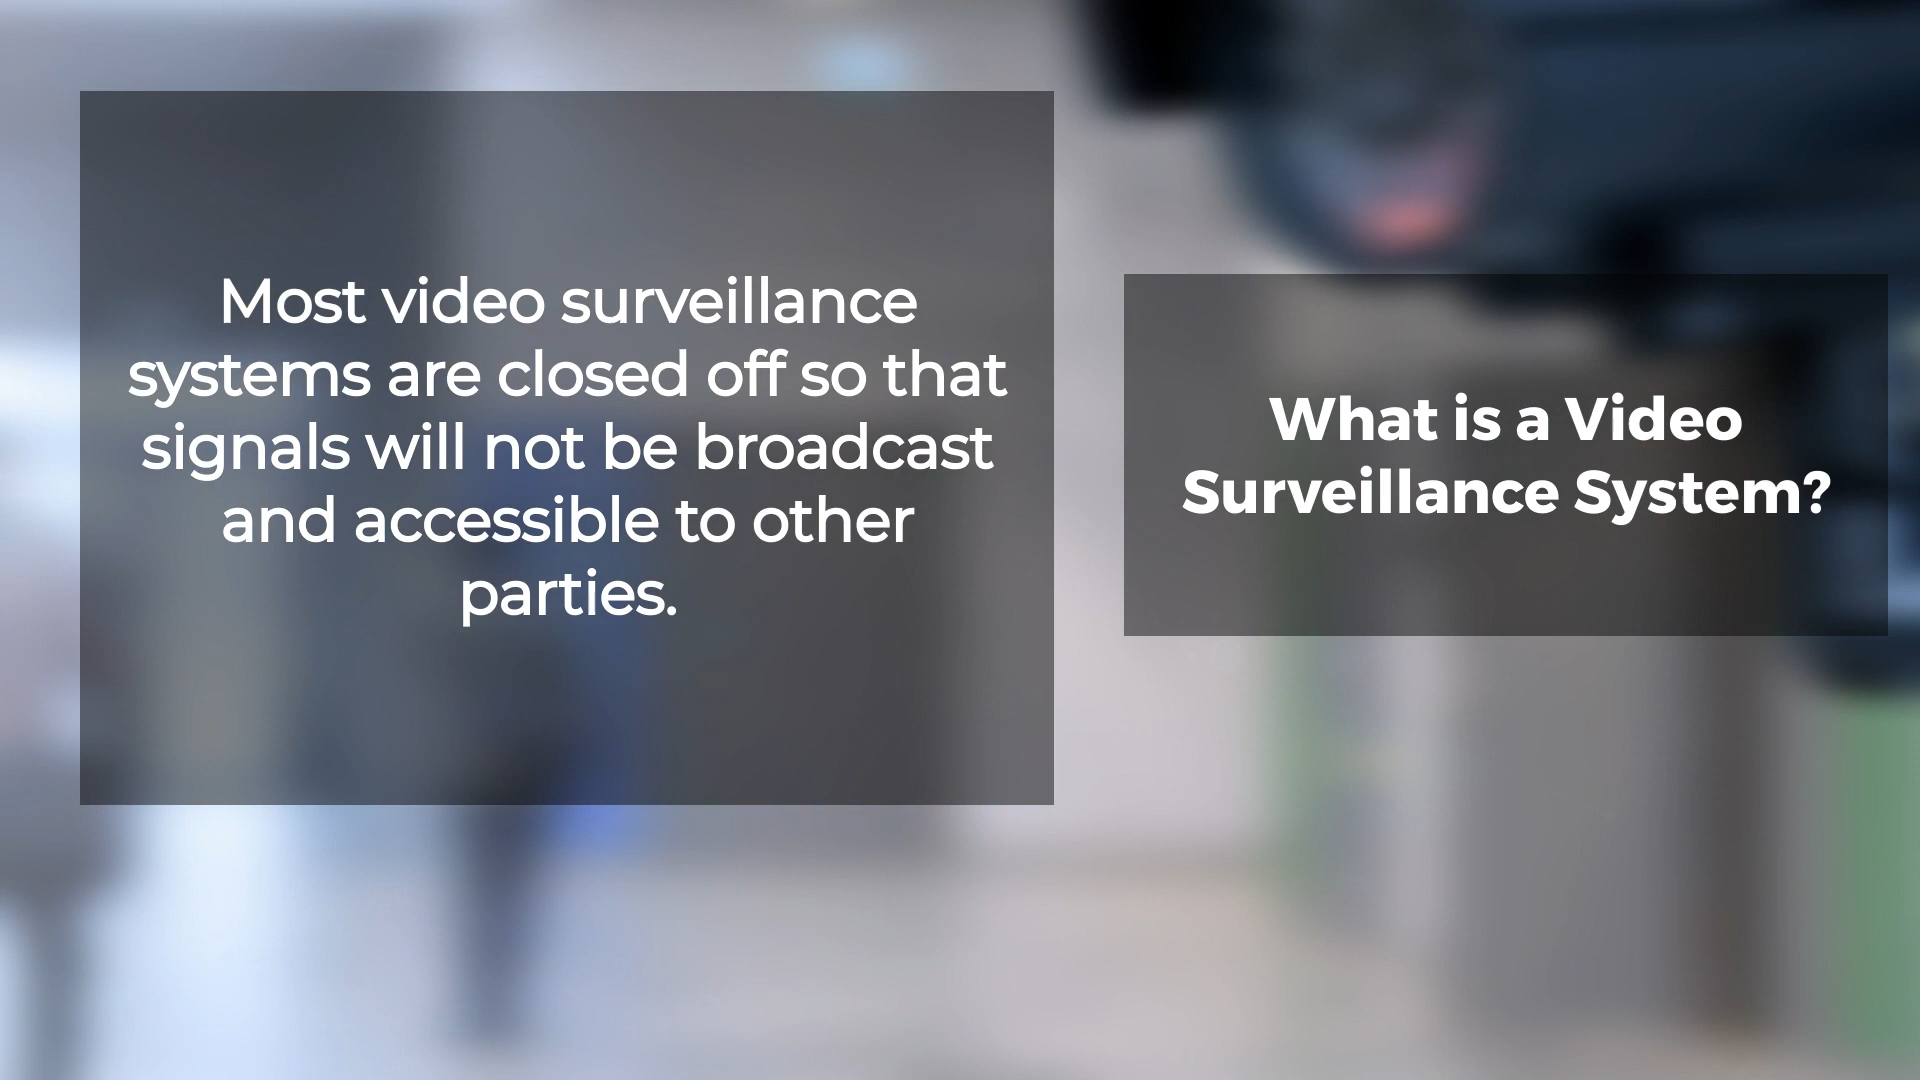 Most video surveillance
systems are closed off so that
signals will not be broadcast
and accessible to other
parties.
What is a Video
Surveillance System?